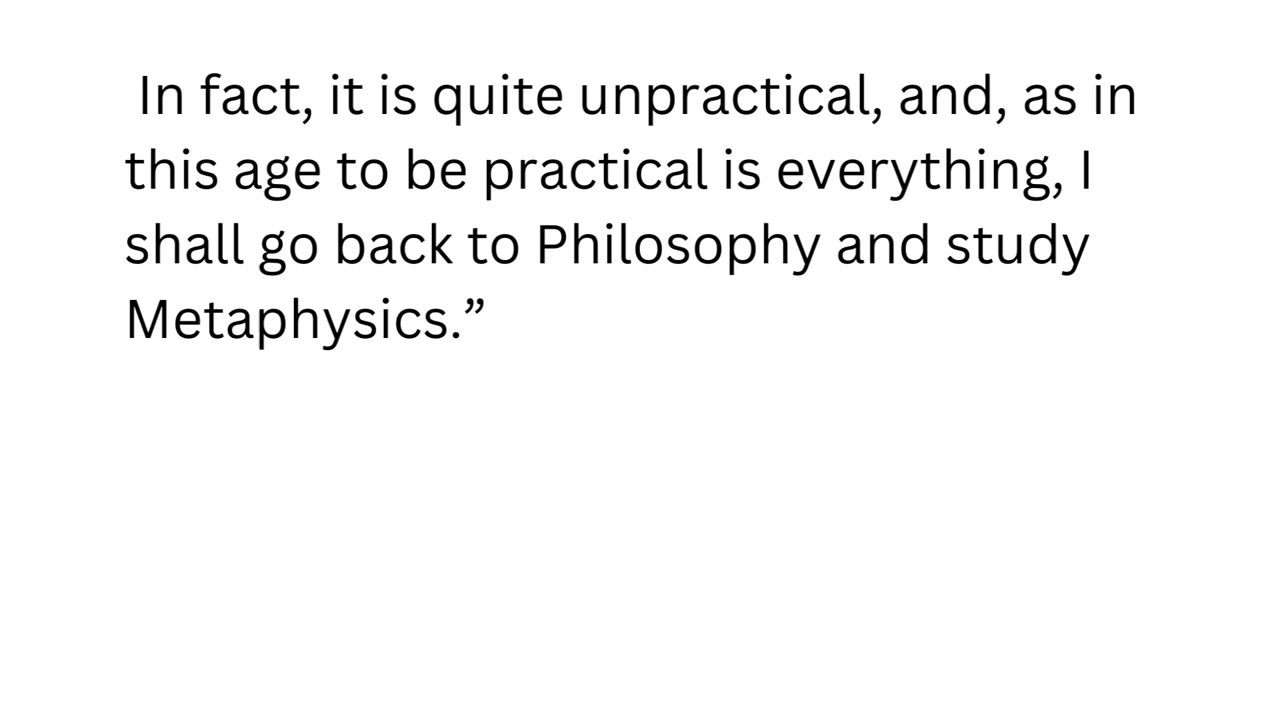 In fact, it is quite unpractical, and, as in
this age to be practical is everything, I
shall go back to Philosophy and study
Metaphysics.”